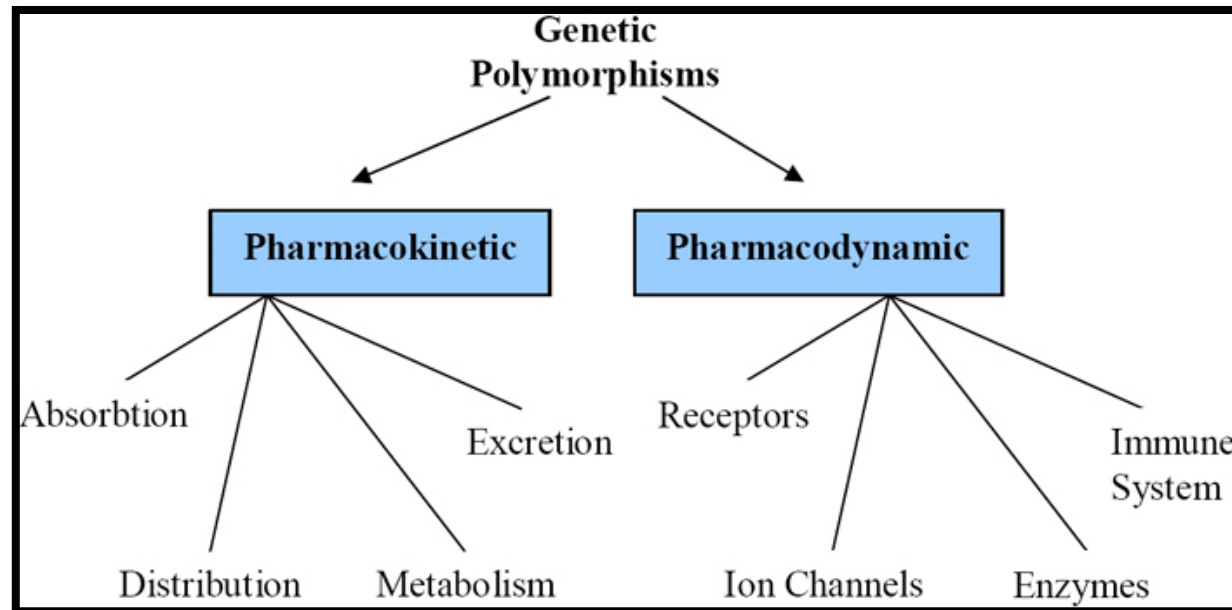 Genetic
Polymorphisms
Pharmacokinetic
Pharmacodynamic
Absorbtion
Excretion
Receptors
Immune
System
Distribution
Metabolism
Ion Channels
Enzymes